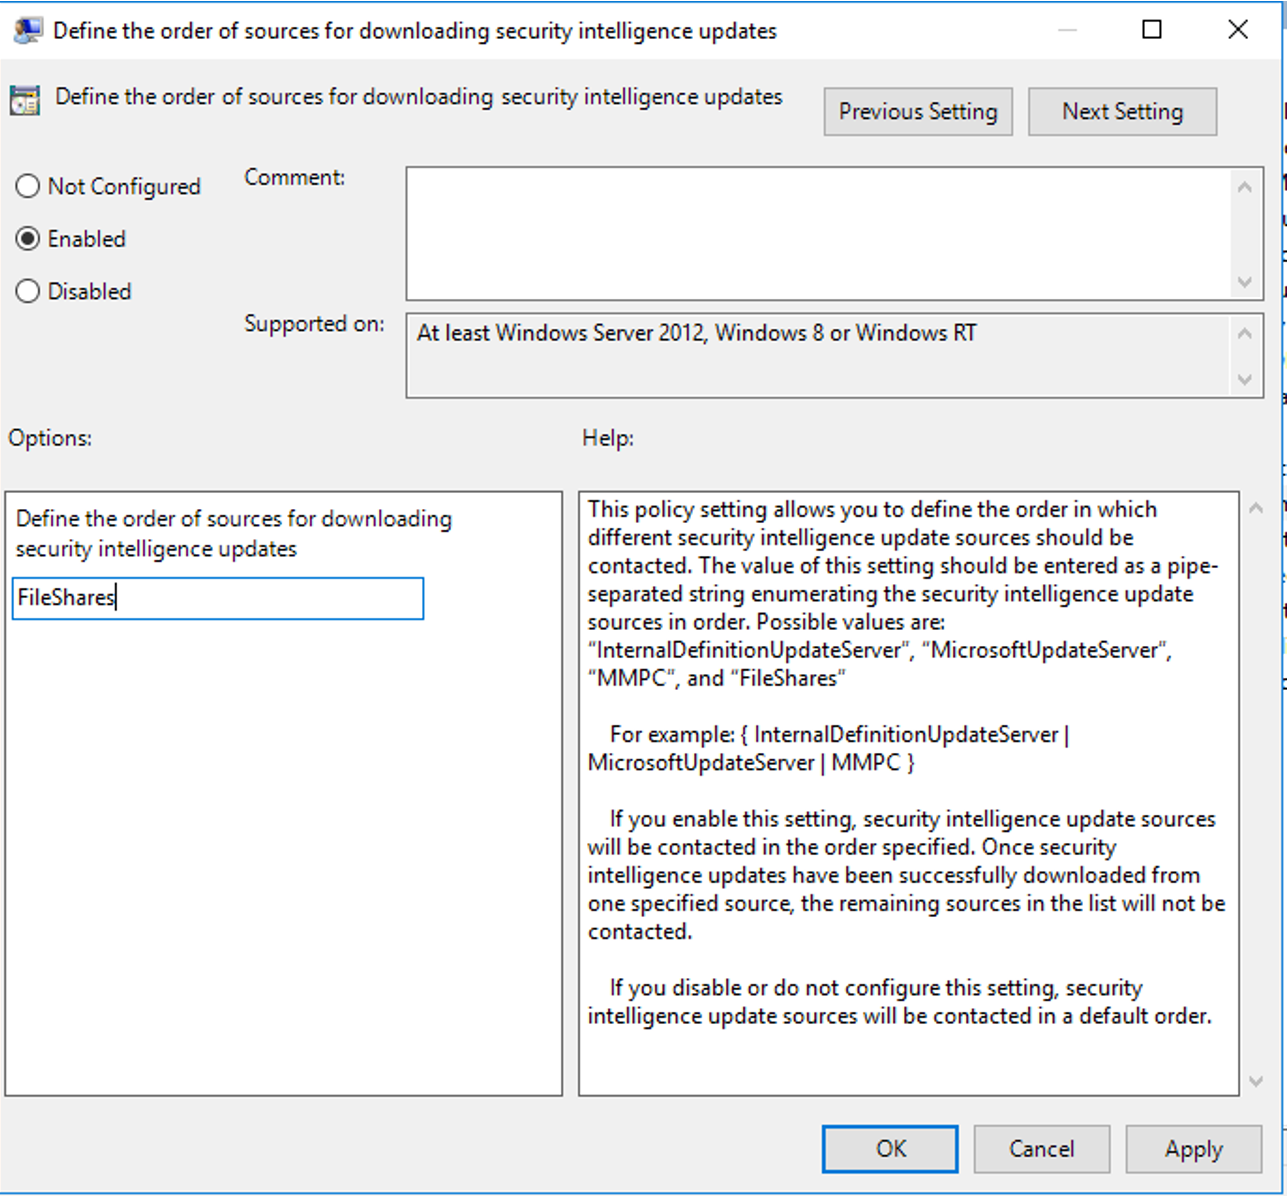 Define the order of sources for downloading security intelligence updates
Define the order of sources for downloading security intelligence updates
Previous Setting
Next Setting
Not Configured
Comment:
Enabled
Disabled
Supported on:
At least Windows Server 2012, Windows 8 or Windows RT
Options:
Help:
Define the order of sources for downloading
security intelligence updates
FileShares
This policy setting allows you to define the order in which
different security intelligence update sources should be
contacted. The value of this setting should be entered as a pipe-
separated string enumerating the security intelligence update
sources in order. Possible values are:
“InternalDefinitionUpdateServer”, “MicrosoftUpdateServer”,
“MMPC”, and “FileShares”
For example: { InternalDefinitionUpdateServer |
MicrosoftUpdateServer | MMPC }
If you enable this setting, security intelligence update sources
will be contacted in the order specified. Once security
intelligence updates have been successfully downloaded from
one specified source, the remaining sources in the list will not be
contacted.
If you disable or do not configure this setting, security
intelligence update sources will be contacted in a default order.
OK
Cancel
Apply